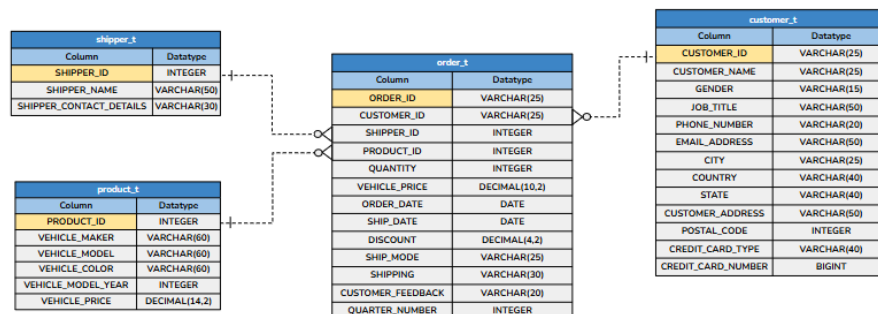 shipper_t
Column Datatype
SHIPPER_ID INTEGER
SHIPPER_NAME VARCHAR(50)
SHIPPER_CONTACT_DETAILS VARCHAR(30)
product_t
Column Datatype
PRODUCT_ID INTEGER
VEHICLE_MAKER VARCHAR(60)
VEHICLE_MODEL VARCHAR(60)
VEHICLE_COLOR VARCHAR(60)
VEHICLE_MODEL_YEAR INTEGER
VEHICLE_PRICE DECIMAL(14,2)
order_t
Column Datatype
ORDER_ID VARCHAR(25)
CUSTOMER_ID VARCHAR(25)
SHIPPER_ID INTEGER
PRODUCT_ID INTEGER
QUANTITY INTEGER
VEHICLE_PRICE DECIMAL(10,2)
ORDER_DATE DATE
SHIP_DATE DATE
DISCOUNT DECIMAL(4,2)
SHIP_MODE VARCHAR(25)
SHIPPING VARCHAR(30)
CUSTOMER_FEEDBACK VARCHAR(20)
QUARTER_NUMBER INTEGER
customer_t
Column Datatype
CUSTOMER_ID VARCHAR(25)
CUSTOMER_NAME VARCHAR(25)
GENDER VARCHAR(15)
JOB_TITLE VARCHAR(50)
PHONE_NUMBER VARCHAR(20)
EMAIL_ADDRESS VARCHAR(50)
CITY VARCHAR(25)
COUNTRY VARCHAR(40)
STATE VARCHAR(40)
CUSTOMER_ADDRESS VARCHAR(50)
POSTAL_CODE INTEGER
CREDIT_CARD_TYPE VARCHAR(40)
CREDIT_CARD_NUMBER BIGINT